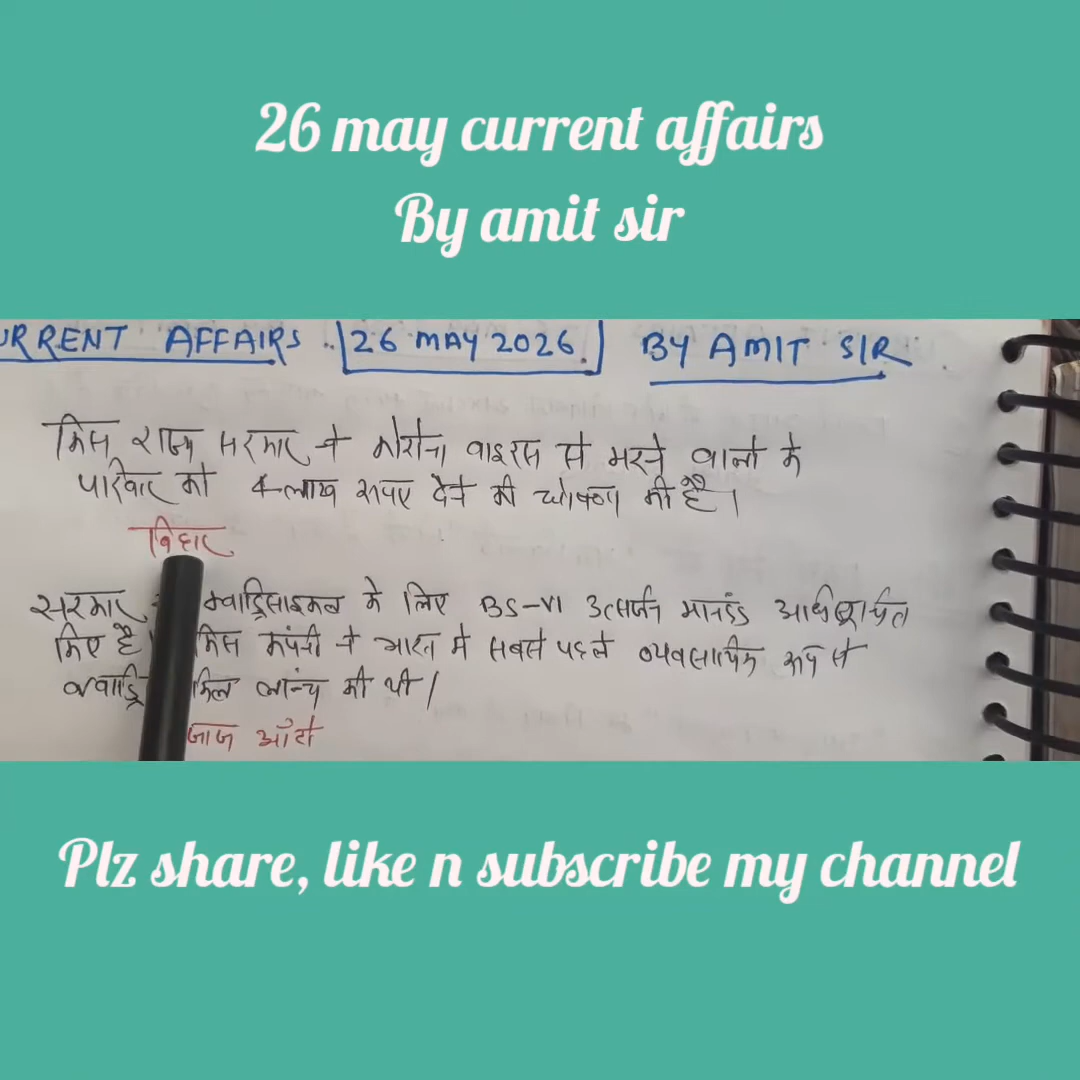 26 may current affairs
By amit sir
URRENT AFFAIRS 26 MAY 2026. BY AMIT SIR
किस राज्य सरकार ने कोरोना वाइरस से मरने वालो के
परिवार को 4 लाख रूपए देने की घोषणा की है।
बिहार
सरकार क्वाड्रिसाइकल के लिए BS-VI उत्सर्जन मानदंड अधिसूचित
किए है किस कंपनी ने भारत मे सबसे पहले व्यवसायिक रूप से
लॉन्च की थी।
जाज ऑटो
Plz share, like n subscribe my channel